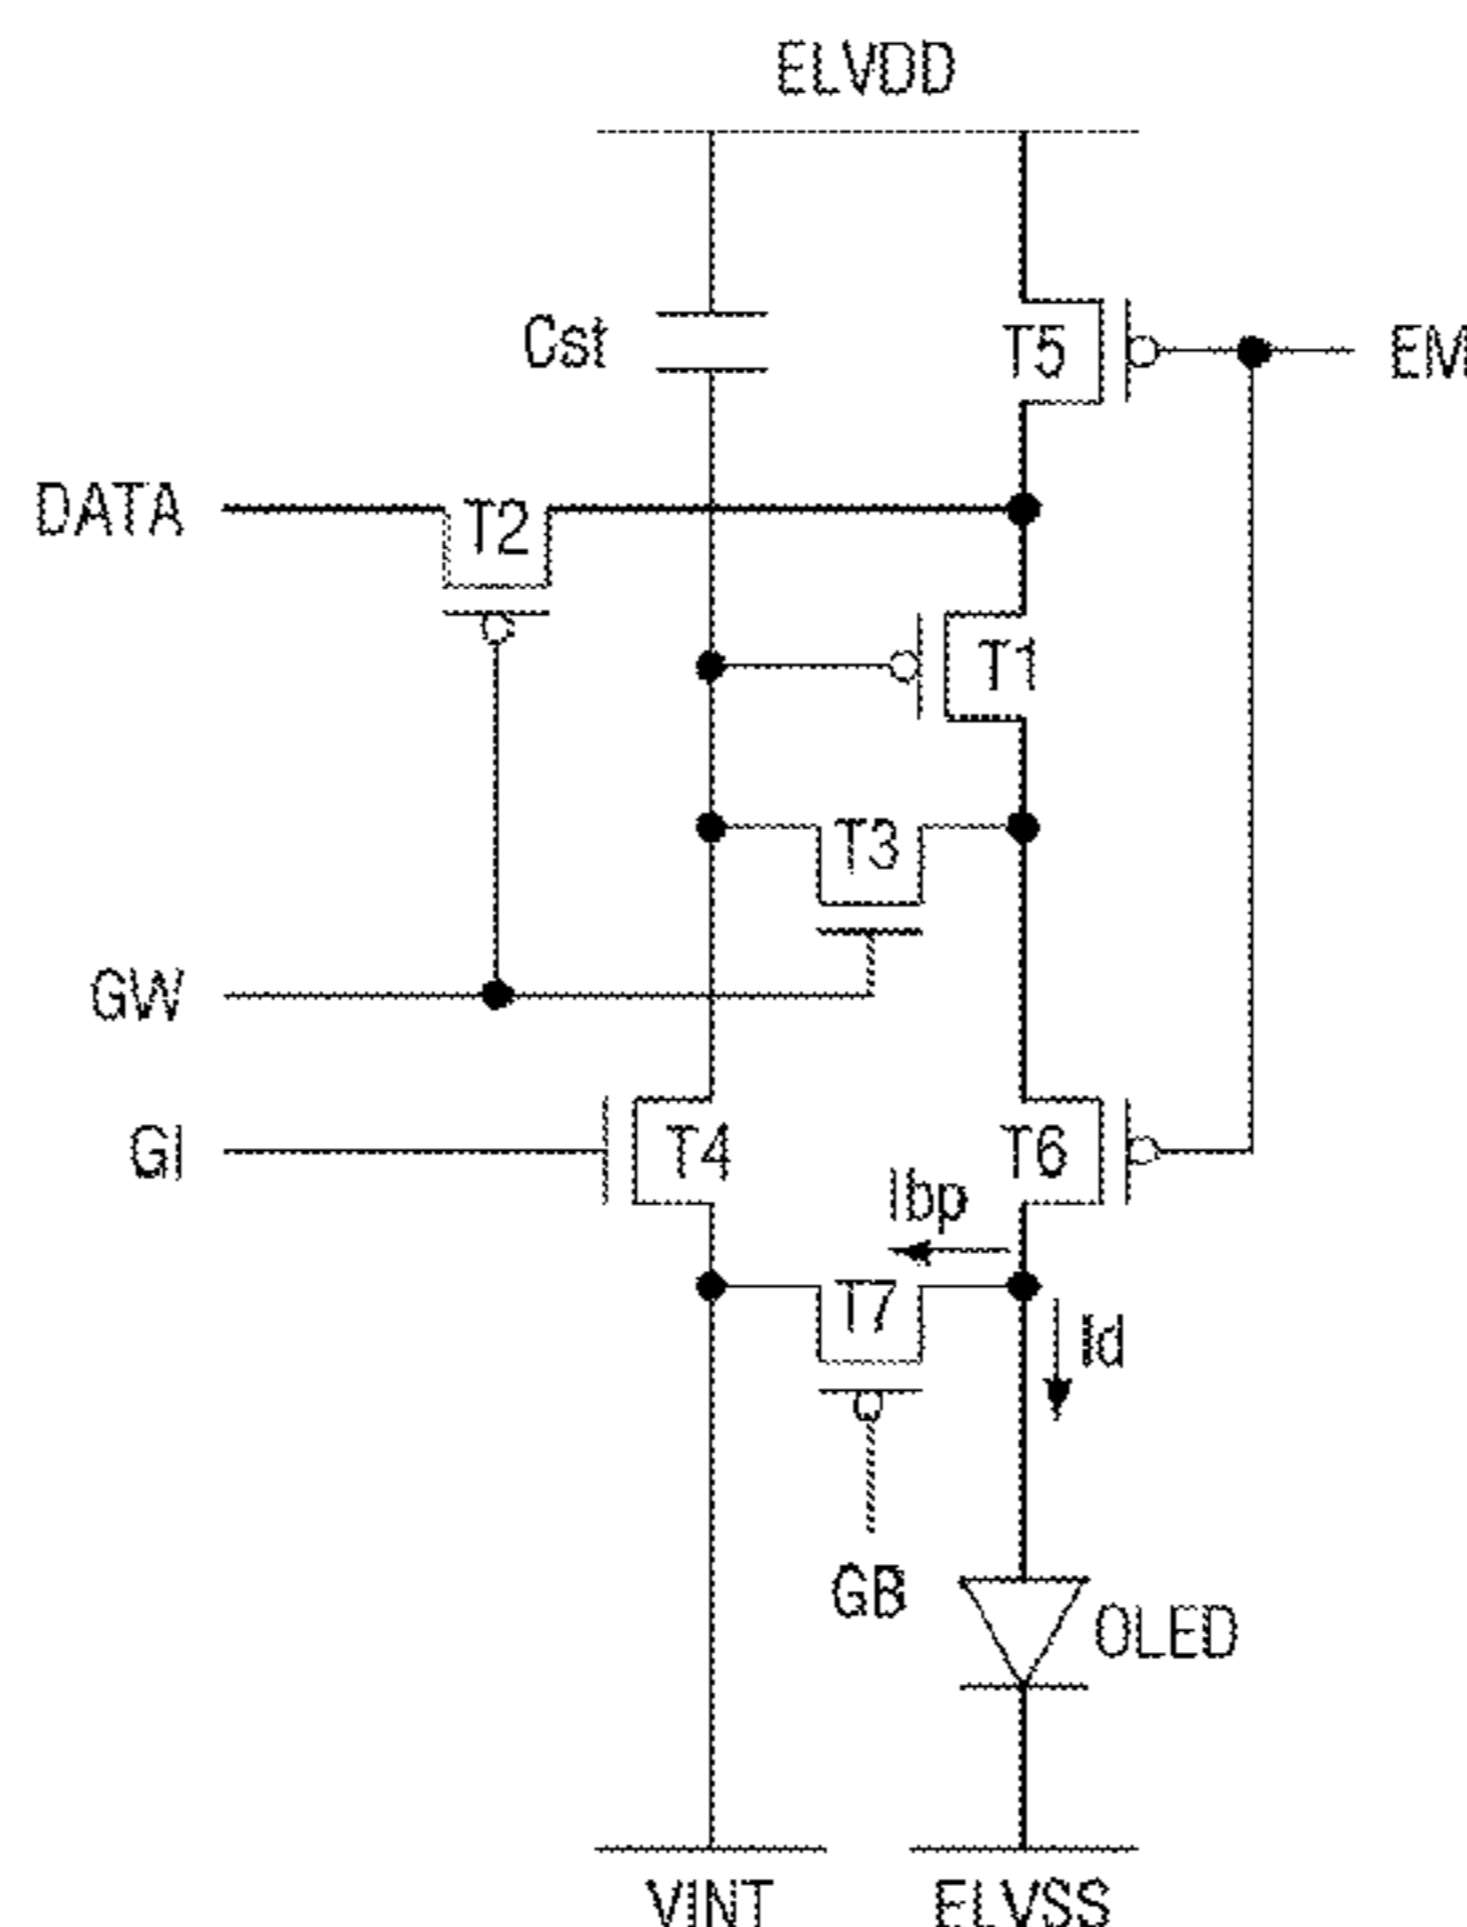 ELVDD
Cst
T5
EM
DATA
T2
T1
T3
GW
GI
T4
T6
Ibp
T7
Id
GB
OLED
VINT
ELVSS